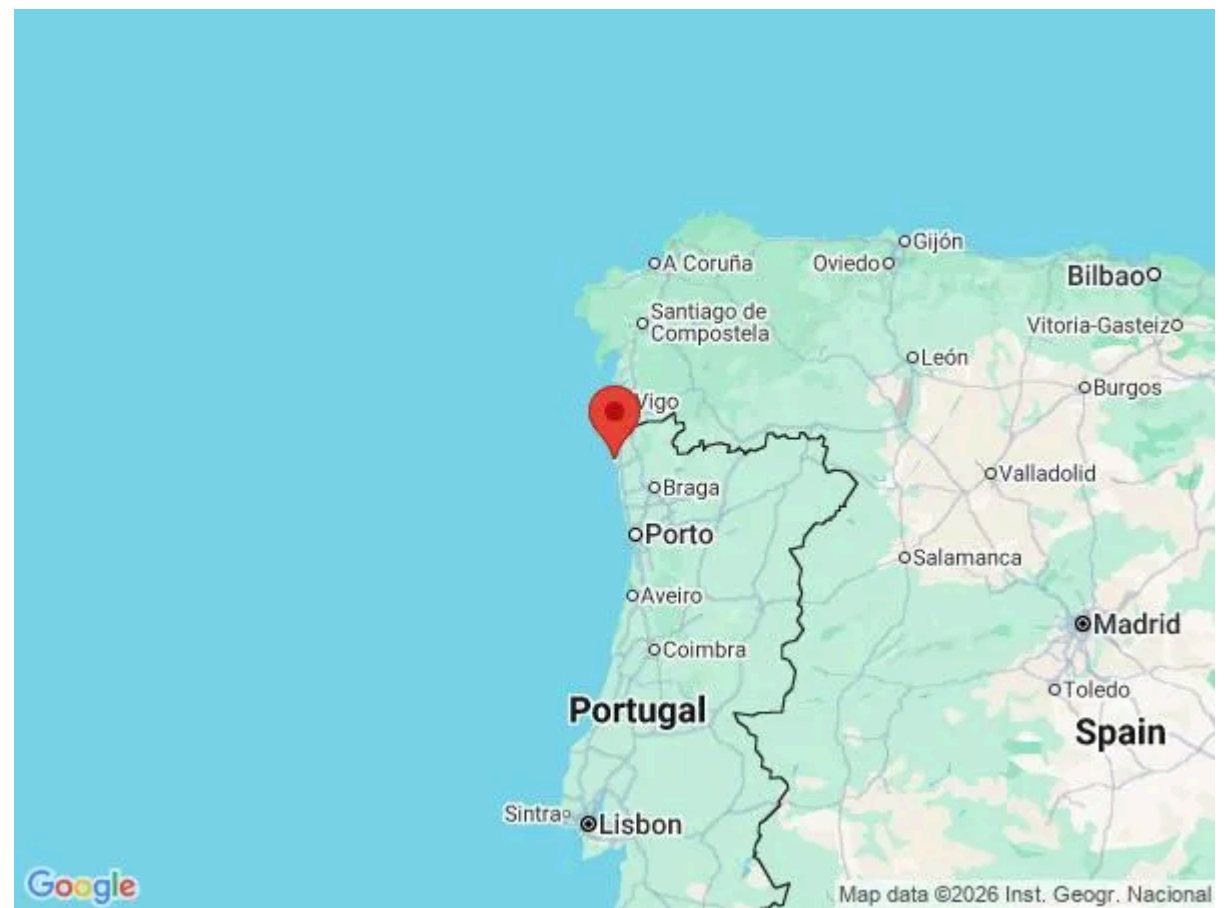 Gijón
A Coruña
Oviedo
Bilbao
Santiago de
Compostela
Vitoria-Gasteiz
León
Burgos
Vigo
Valladolid
Braga
Porto
Salamanca
Aveiro
Madrid
Coimbra
Toledo
Portugal
Spain
Sintra
Lisbon
Google
Map data ©2026 Inst. Geogr. Nacional